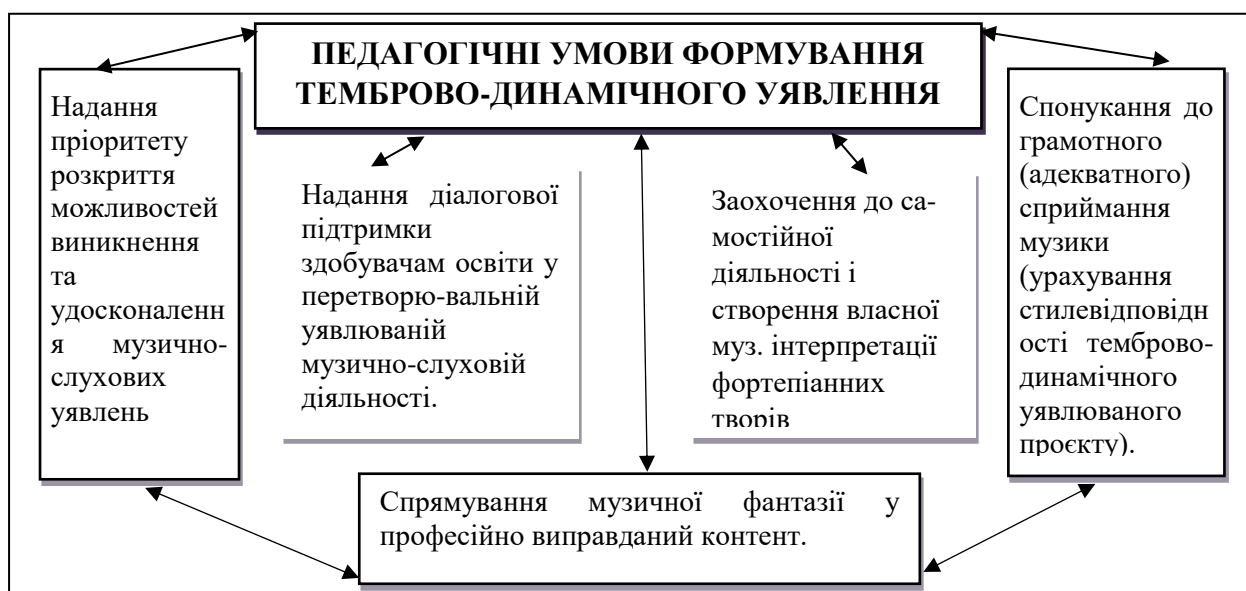 ПЕДАГОГІЧНІ УМОВИ ФОРМУВАННЯ
ТЕМБРОВО-ДИНАМІЧНОГО УЯВЛЕННЯ
Надання
пріоритету
розкриття
можливостей
виникнення
та
удосконаленн
я музично-
слухових
уявлень
Надання діалогової
підтримки
здобувачам освіти у
перетворю-вальній
уявлюваній
музично-слуховій
діяльності.
Заохочення до са-
мостійної
діяльності і
створення власної
муз. інтерпретації
фортепіанних
творів
Спонукання до
грамотного
(адекватного)
сприймання
музики
(урахування
стилевідповідн
ості темброво-
динамічного
уявлюваного
проєкту).
Спрямування музичної фантазії у
професійно виправданий контент.